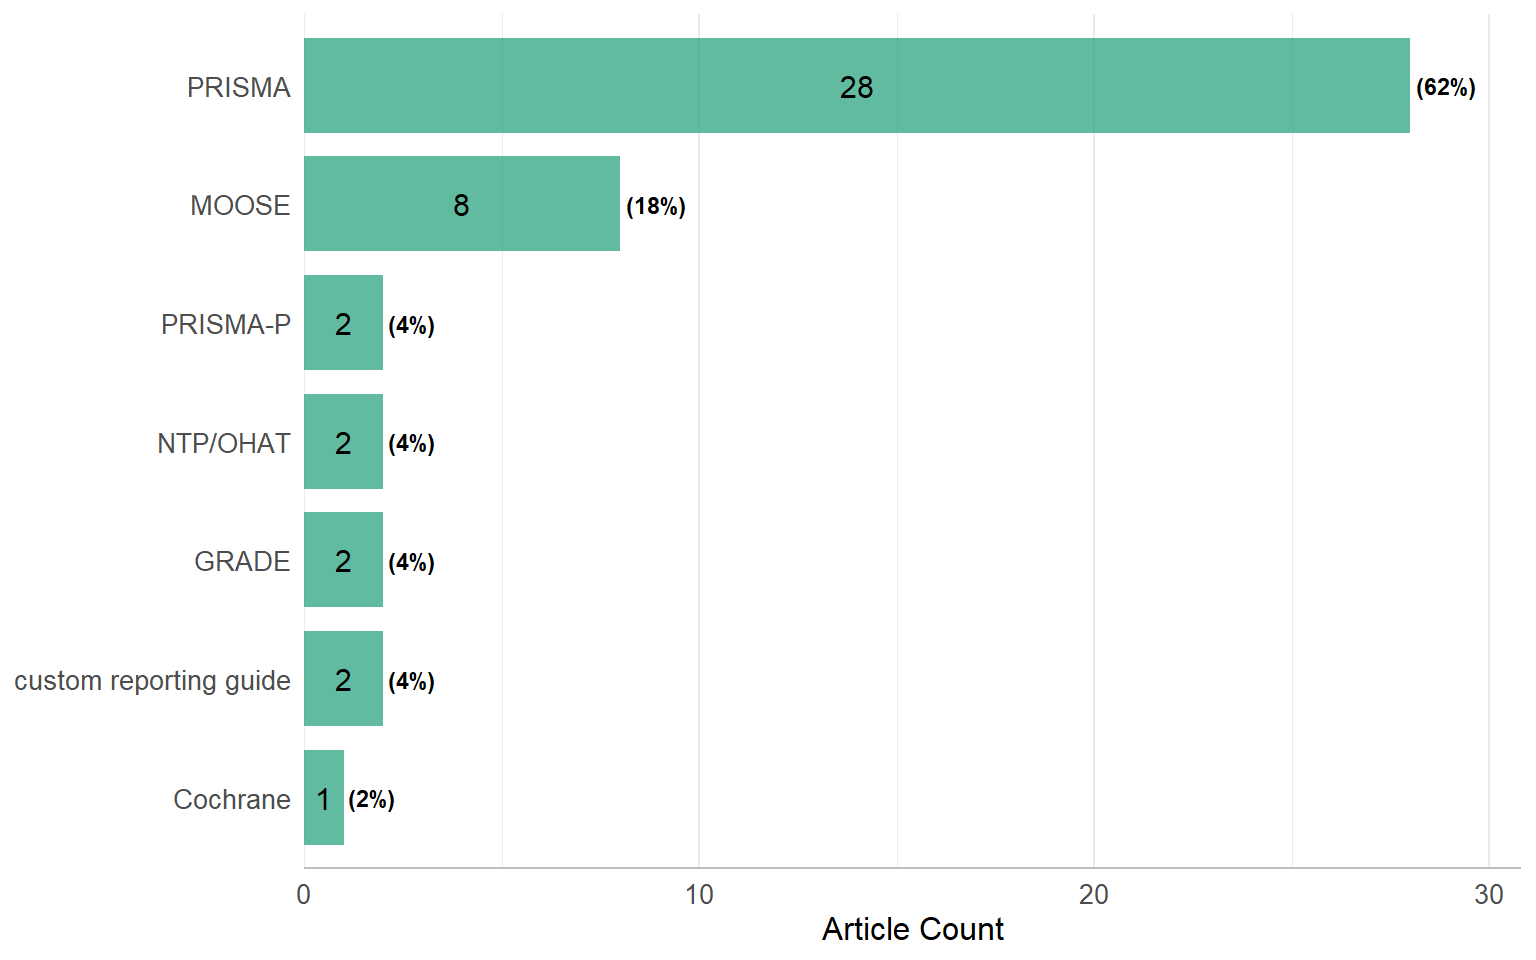 PRISMA 28 (62%)
MOOSE 8 (18%)
PRISMA-P 2 (4%)
NTP/OHAT 2 (4%)
GRADE 2 (4%)
custom reporting guide 2 (4%)
Cochrane 1 (2%)
0 10 20 30
Article Count